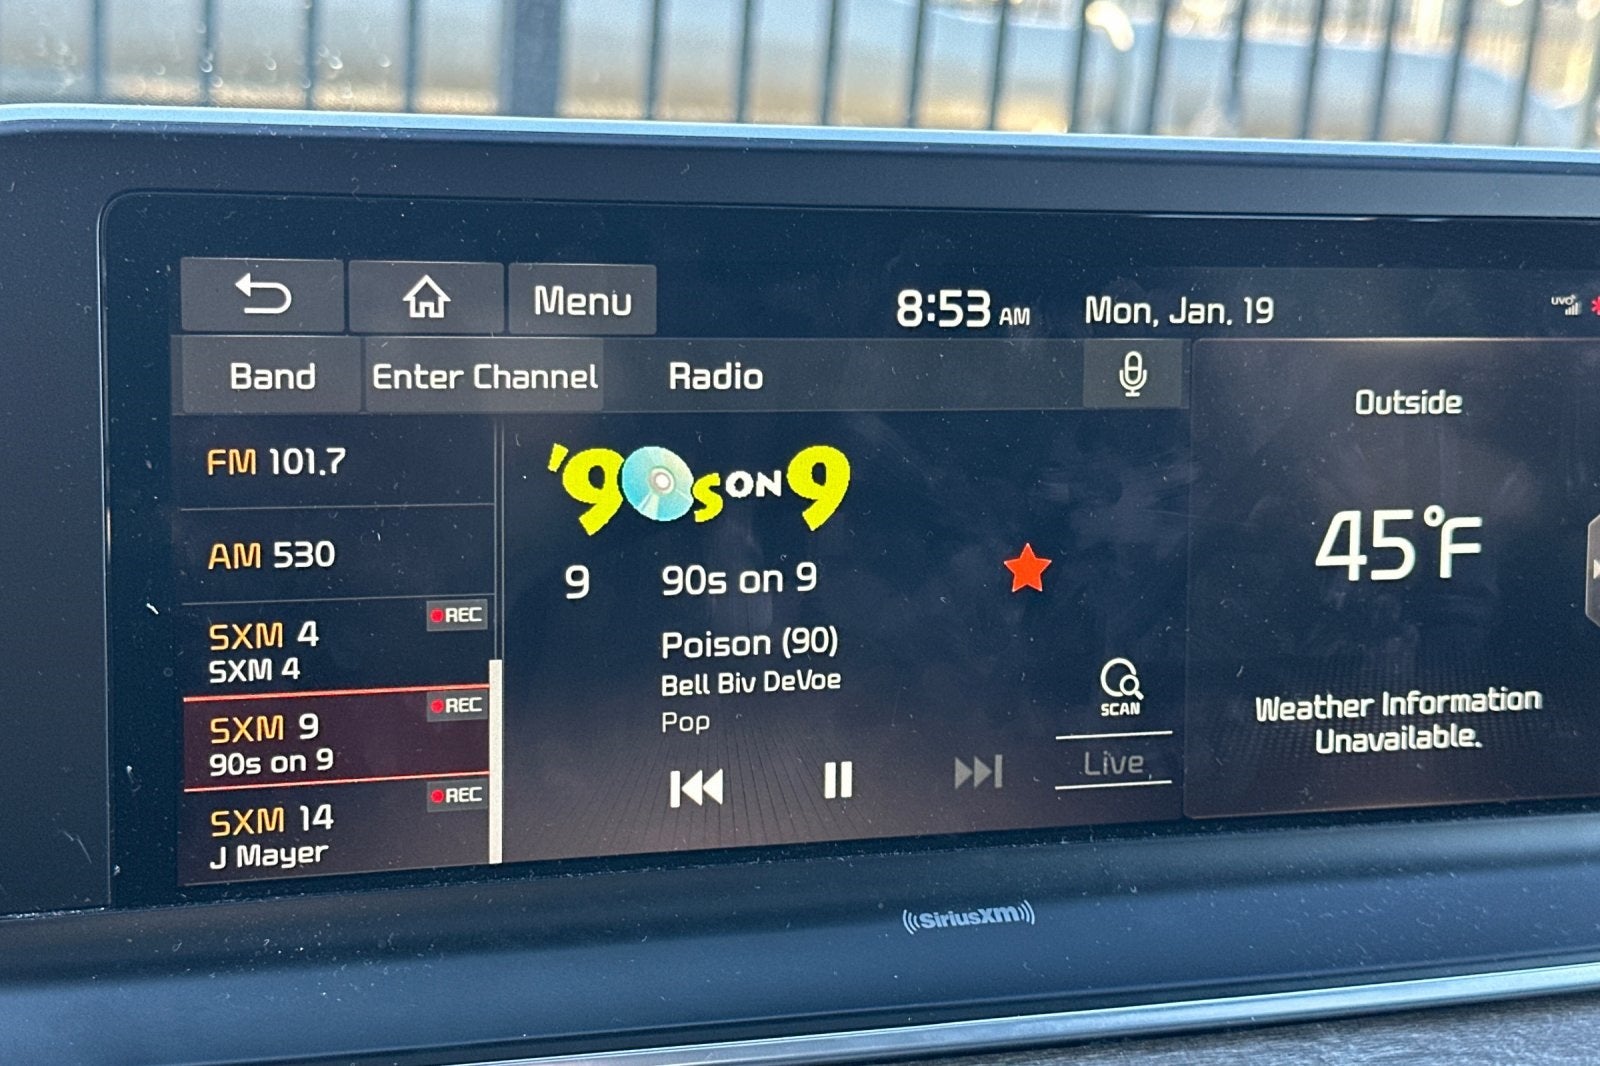 Menu
8:53 AM
Mon, Jan. 19
UVO
Band
Enter Channel
Radio
Outside
FM 101.7
AM 530
REC
SXM 4
SXM 4
REC
SXM 9
90s on 9
REC
SXM 14
J Mayer
'90s ON 9
9
90s on 9
Poison (90)
Bell Biv DeVoe
Pop
SCAN
Live
45°F
Weather Information
Unavailable.
((SiriusXM))